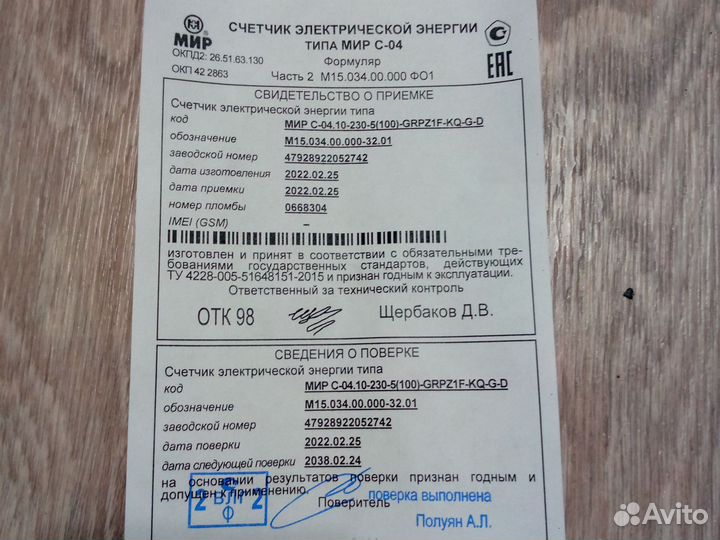 МИР
СЧЕТЧИК ЭЛЕКТРИЧЕСКОЙ ЭНЕРГИИ
ТИПА МИР С-04
ОКПД2: 26.51.63.130
Формуляр
ОКП 42 2863
Часть 2 М15.034.00.000 ФО1
С
ЕАС
СВИДЕТЕЛЬСТВО О ПРИЕМКЕ
Счетчик электрической энергии типа
код МИР С-04.10-230-5(100)-GRPZ1F-KQ-G-D
обозначение М15.034.00.000-32.01
заводской номер 47928922052742
дата изготовления 2022.02.25
дата приемки 2022.02.25
номер пломбы 0668304
IMEI (GSM) –
изготовлен и принят в соответствии с обязательными тре-
бованиями государственных стандартов, действующих
ТУ 4228-005-51648151-2015 и признан годным к эксплуатации.
Ответственный за технический контроль
ОТК 98 Щербаков Д.В.
СВЕДЕНИЯ О ПОВЕРКЕ
Счетчик электрической энергии типа
код МИР С-04.10-230-5(100)-GRPZ1F-KQ-G-D
обозначение М15.034.00.000-32.01
заводской номер 47928922052742
дата поверки 2022.02.25
дата следующей поверки 2038.02.24
на основании результатов поверки признан годным и
допущен к применению.
поверка выполнена
Поверитель
Полуян А.Л.
2 ВЛГ 2
Ф
Avito